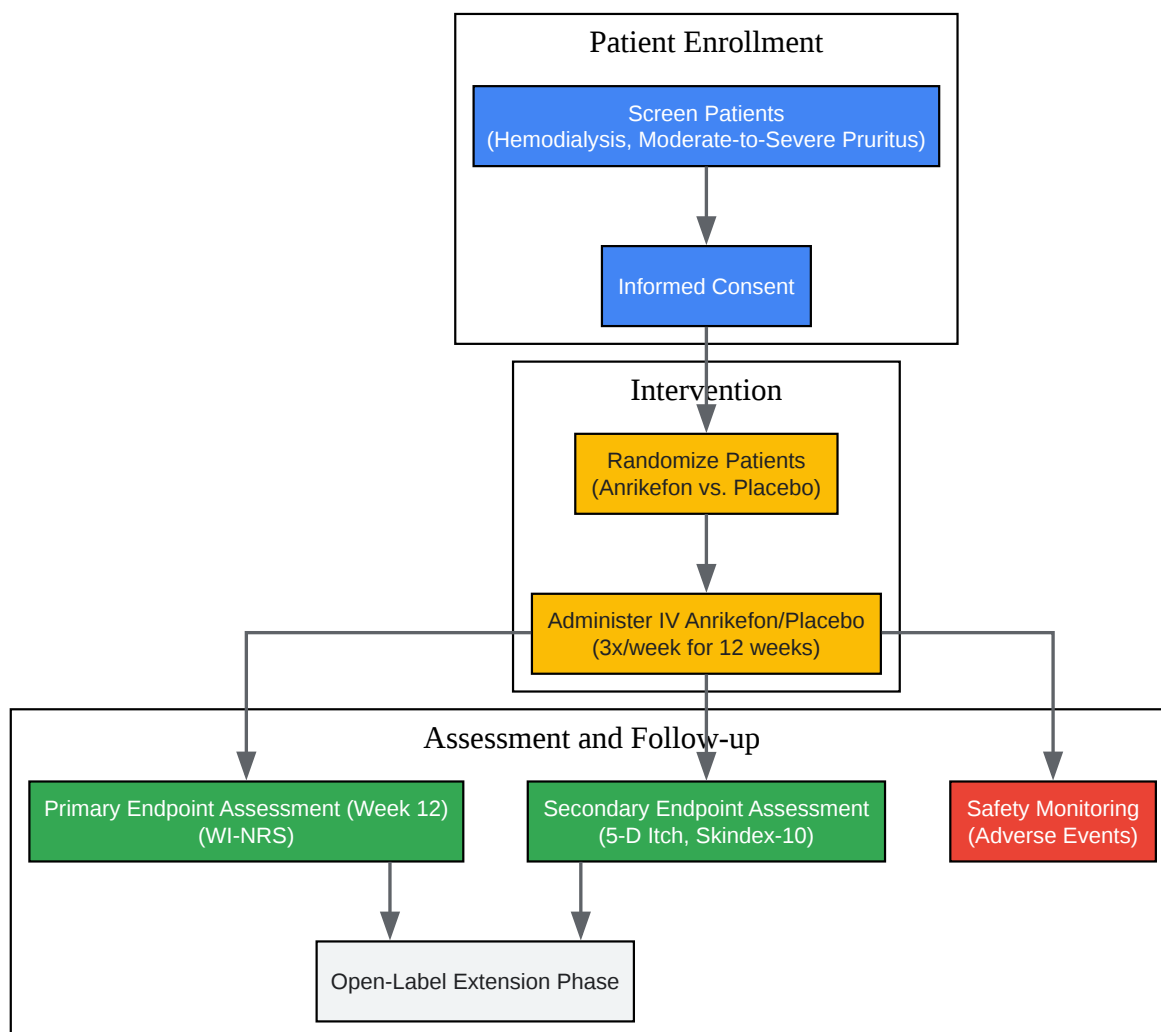 Patient Enrollment
Screen Patients
(Hemodialysis, Moderate-to-Severe Pruritus)
Informed Consent
Intervention
Randomize Patients
(Anrikefon vs. Placebo)
Administer IV Anrikefon/Placebo
(3x/week for 12 weeks)
Assessment and Follow-up
Primary Endpoint Assessment (Week 12)
(WI-NRS)
Secondary Endpoint Assessment
(5-D Itch, Skindex-10)
Safety Monitoring
(Adverse Events)
Open-Label Extension Phase